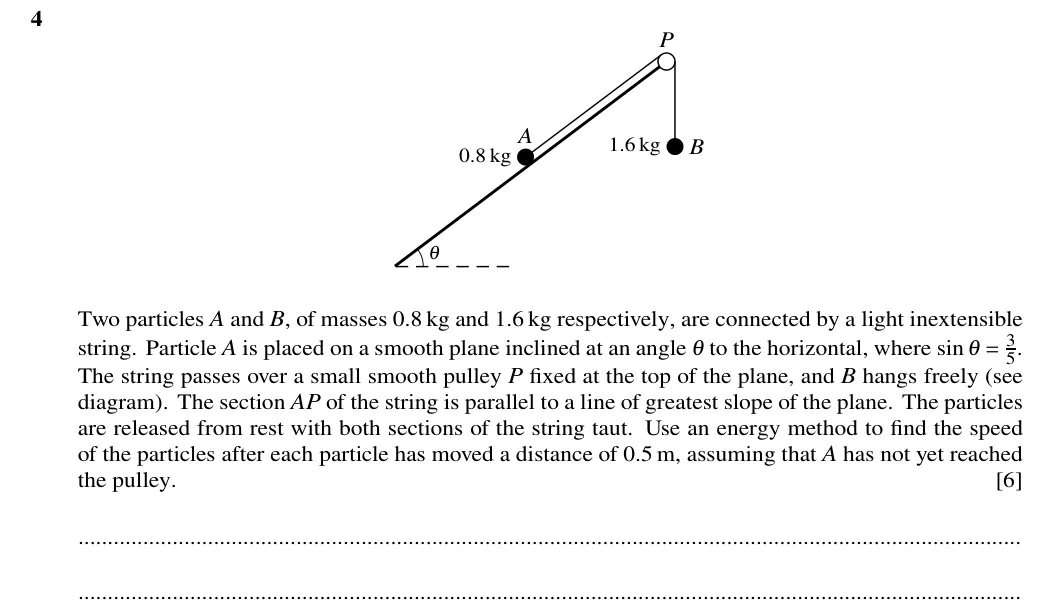 4
P
A
0.8 kg
1.6 kg
B
θ
Two particles A and B, of masses 0.8 kg and 1.6 kg respectively, are connected by a light inextensible
string. Particle A is placed on a smooth plane inclined at an angle θ to the horizontal, where sin θ = 3/5.
The string passes over a small smooth pulley P fixed at the top of the plane, and B hangs freely (see
diagram). The section AP of the string is parallel to a line of greatest slope of the plane. The particles
are released from rest with both sections of the string taut. Use an energy method to find the speed
of the particles after each particle has moved a distance of 0.5 m, assuming that A has not yet reached
the pulley. [6]